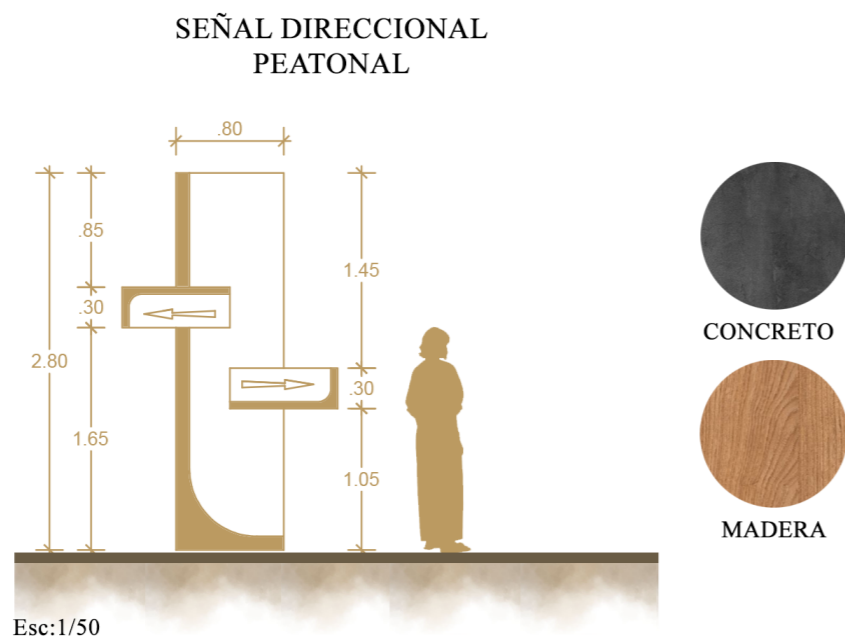 SEÑAL DIRECCIONAL
PEATONAL
.80
.85
1.45
.30
2.80
.30
1.65
1.05
CONCRETO
MADERA
Esc:1/50